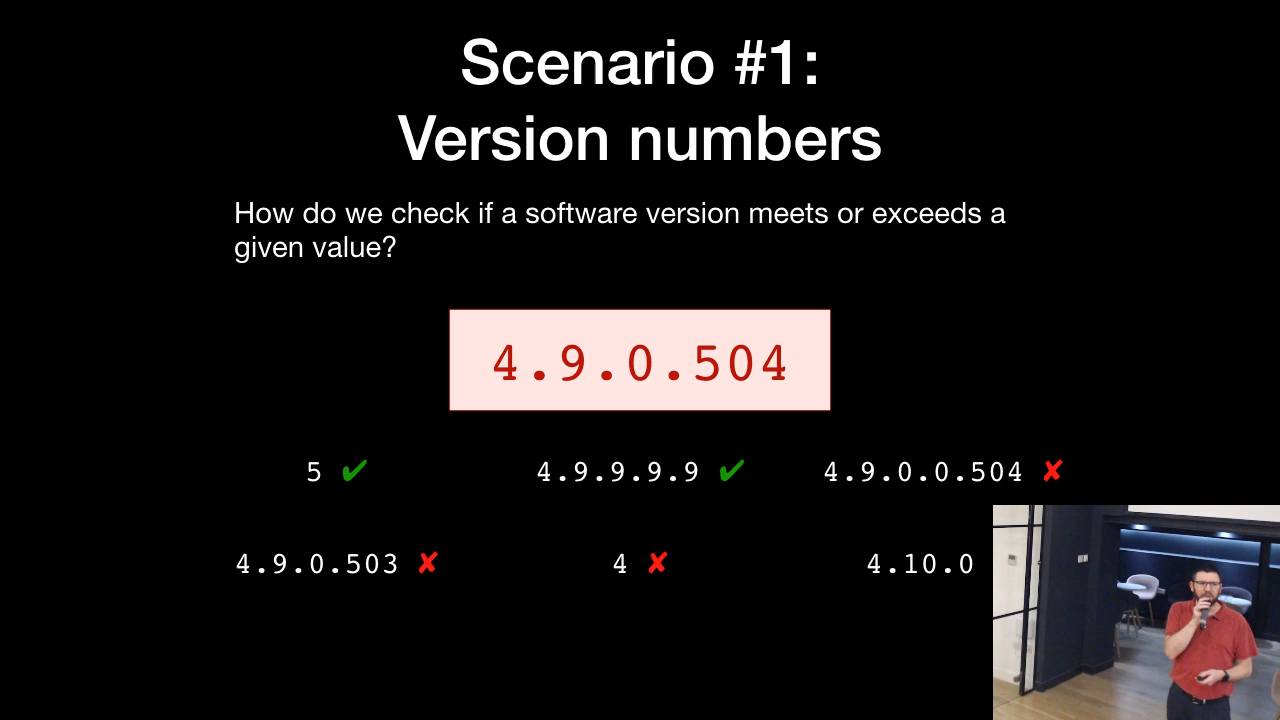 Scenario #1:
Version numbers
How do we check if a software version meets or exceeds a
given value?
4.9.0.504
5 ✔ 4.9.9.9.9 ✔ 4.9.0.0.504 ✘
4.9.0.503 ✘ 4 ✘ 4.10.0